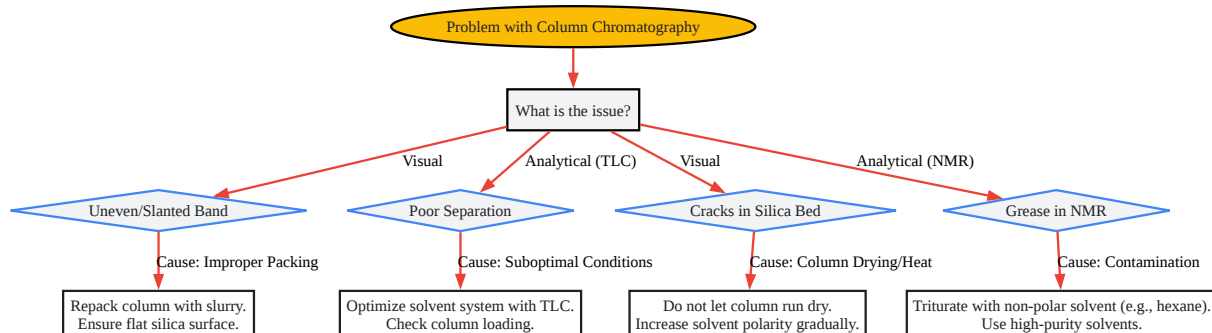 Problem with Column Chromatography
What is the issue?
Visual
Analytical (TLC)
Visual
Analytical (NMR)
Uneven/Slanted Band
Poor Separation
Cracks in Silica Bed
Grease in NMR
Cause: Improper Packing
Cause: Suboptimal Conditions
Cause: Column Drying/Heat
Cause: Contamination
Repack column with slurry.
Ensure flat silica surface.
Optimize solvent system with TLC.
Check column loading.
Do not let column run dry.
Increase solvent polarity gradually.
Triturate with non-polar solvent (e.g., hexane).
Use high-purity solvents.